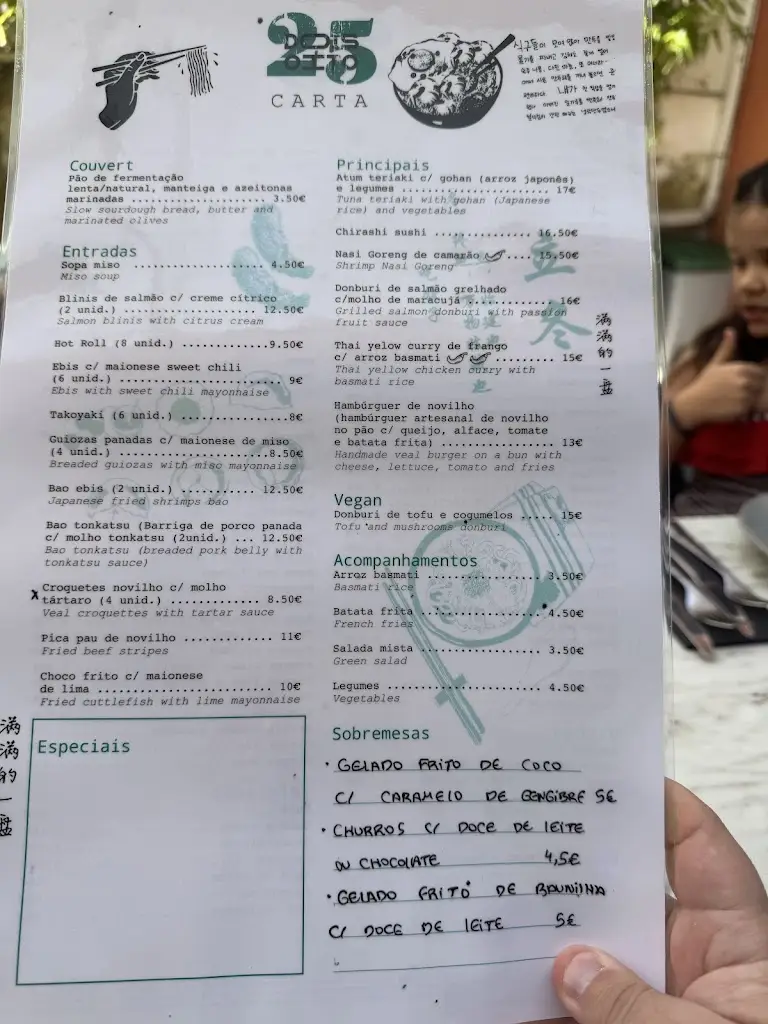 25
DODIS
OITO
CARTA
Couvert
Pão de fermentação
lenta/natural, manteiga e azeitonas
marinadas ..................... 3.50€
Slow sourdough bread, butter and
marinated olives
Entradas
Sopa miso ................. 4.50€
Miso soup
Blinis de salmão c/ creme cítrico
(2 unid.) .................... 12.50€
Salmon blinis with citrus cream
Hot Roll (8 unid.) ..............9.50€
Ebis c/ maionese sweet chili
(6 unid.) ........................ 9€
Ebis with sweet chili mayonnaise
Takoyaki (6 unid.) ..............8€
Guiozas panadas c/ maionese de miso
(4 unid.) .....................8.50€
Breaded guiozas with miso mayonnaise
Bao ebis (2 unid.) .......... 12.50€
Japanese fried shrimps bao
Bao tonkatsu (Barriga de porco panada
c/ molho tonkatsu (2unid.) ... 12.50€
Bao tonkatsu (breaded pork belly with
tonkatsu sauce)
x Croquetes novilho c/ molho
tártaro (4 unid.) ............ 8.50€
Veal croquettes with tartar sauce
Pica pau de novilho ............ 11€
Fried beef stripes
Choco frito c/ maionese
de lima ........................ 10€
Fried cuttlefish with lime mayonnaise
Especiais
Principais
Atum teriaki c/ gohan (arroz japonês)
e legumes ...................... 17€
Tuna teriaki with gohan (Japanese
rice) and vegetables
Chirashi sushi ............. 16.50€
Nasi Goreng de camarão ..... 15.50€
Shrimp Nasi Goreng
Donburi de salmão grelhado
c/molho de maracujá ............ 16€
Grilled salmon donburi with passion
fruit sauce
Thai yelow curry de frango
c/ arroz basmati ......... 15€
Thai yellow chicken curry with
basmati rice
Hambúrguer de novilho
(hambúrguer artesanal de novilho
no pão c/ queijo, alface, tomate
e batata frita) ................ 13€
Handmade veal burger on a bun with
cheese, lettuce, tomato and fries
Vegan
Donburi de tofu e cogumelos ..... 15€
Tofu and mushrooms donburi
Acompanhamentos
Arroz basmati ................ 3.50€
Basmati rice
Batata frita ................. 4.50€
French fries
Salada mista ................. 3.50€
Green salad
Legumes ...................... 4.50€
Vegetables
Sobremesas
· GELADO FRITO DE COCO
C/ CARAMELO DE GENGIBRE 5€
· CHURROS C/ DOCE DE LEITE
OU CHOCOLATE 4,5€
· GELADO FRITO DE BAUNILHA
C/ DOCE DE LEITE 5€
立冬
满满的一盘
满满的一盘